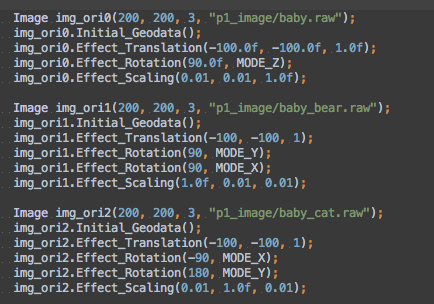 Image img_ori0(200, 200, 3, "p1_image/baby.raw");
img_ori0.Initial_Geodata();
img_ori0.Effect_Translation(-100.0f, -100.0f, 1.0f);
img_ori0.Effect_Rotation(90.0f, MODE_Z);
img_ori0.Effect_Scaling(0.01, 0.01, 1.0f);

Image img_ori1(200, 200, 3, "p1_image/baby_bear.raw");
img_ori1.Initial_Geodata();
img_ori1.Effect_Translation(-100, -100, 1);
img_ori1.Effect_Rotation(90, MODE_Y);
img_ori1.Effect_Rotation(90, MODE_X);
img_ori1.Effect_Scaling(1.0f, 0.01, 0.01);

Image img_ori2(200, 200, 3, "p1_image/baby_cat.raw");
img_ori2.Initial_Geodata();
img_ori2.Effect_Translation(-100, -100, 1);
img_ori2.Effect_Rotation(-90, MODE_X);
img_ori2.Effect_Rotation(180, MODE_Y);
img_ori2.Effect_Scaling(0.01, 1.0f, 0.01);